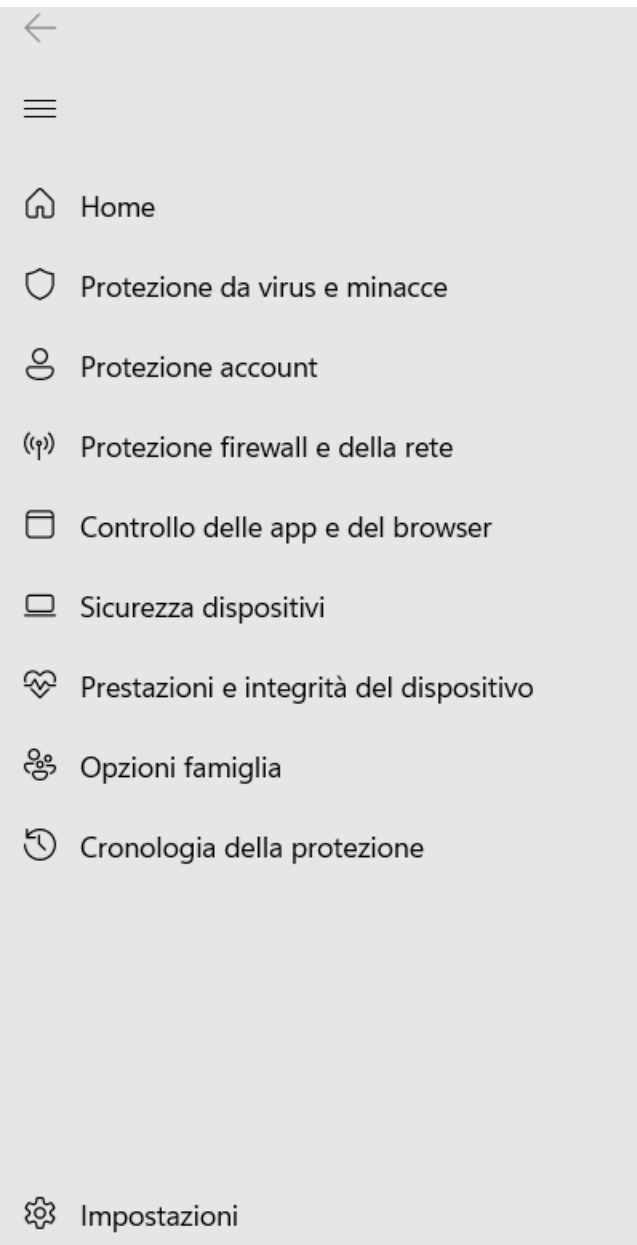 Home
Protezione da virus e minacce
Protezione account
Protezione firewall e della rete
Controllo delle app e del browser
Sicurezza dispositivi
Prestazioni e integrità del dispositivo
Opzioni famiglia
Cronologia della protezione
Impostazioni